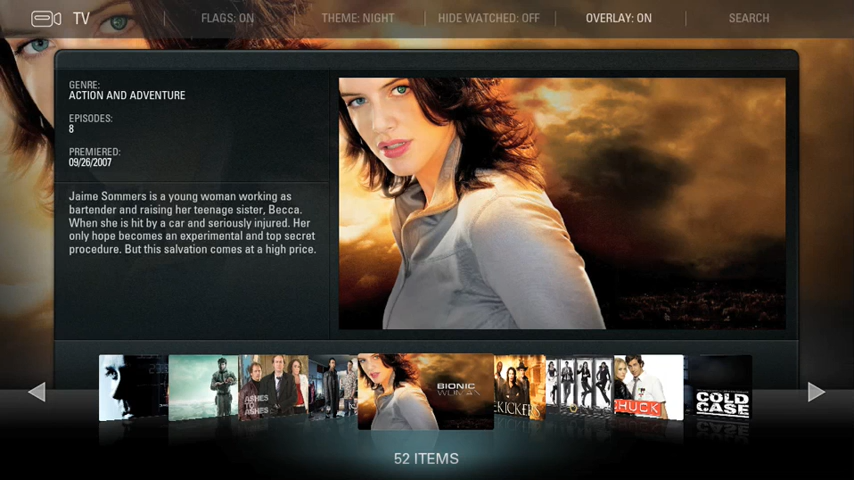 TV
FLAGS: ON
THEME: NIGHT
HIDE WATCHED: OFF
OVERLAY: ON
SEARCH
GENRE:
ACTION AND ADVENTURE
EPISODES:
8
PREMIERED:
09/26/2007
Jaime Sommers is a young woman working as
bartender and raising her teenage sister, Becca.
When she is hit by a car and seriously injured. Her
only hope becomes an experimental and top secret
procedure. But this salvation comes at a high price.
ASHES
TO
ASHES
BIONIC
WOMAN
KICKERS
CHUCK
COLD
CASE
52 ITEMS